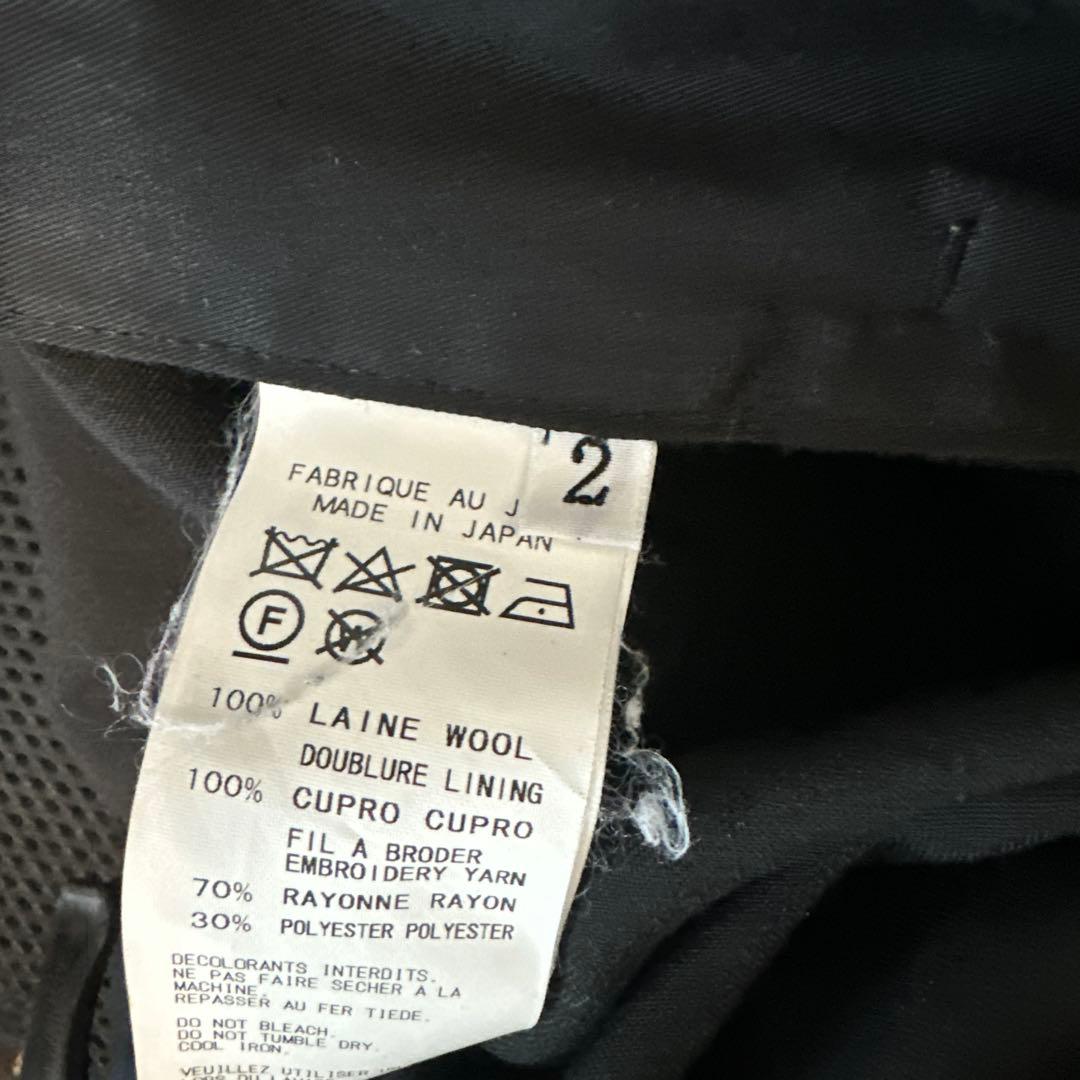 2
FABRIQUE AU J
MADE IN JAPAN
F
W
100% LAINE WOOL
DOUBLURE LINING
100% CUPRO CUPRO
FIL A BRODER
EMBROIDERY YARN
70% RAYONNE RAYON
30% POLYESTER POLYESTER
DECOLORANTS INTERDITS.
NE PAS FAIRE SECHER A LA
MACHINE.
REPASSER AU FER TIEDE.
DO NOT BLEACH.
DO NOT TUMBLE DRY.
COOL IRON.
VEUILLEZ UTILISER
LORS DU